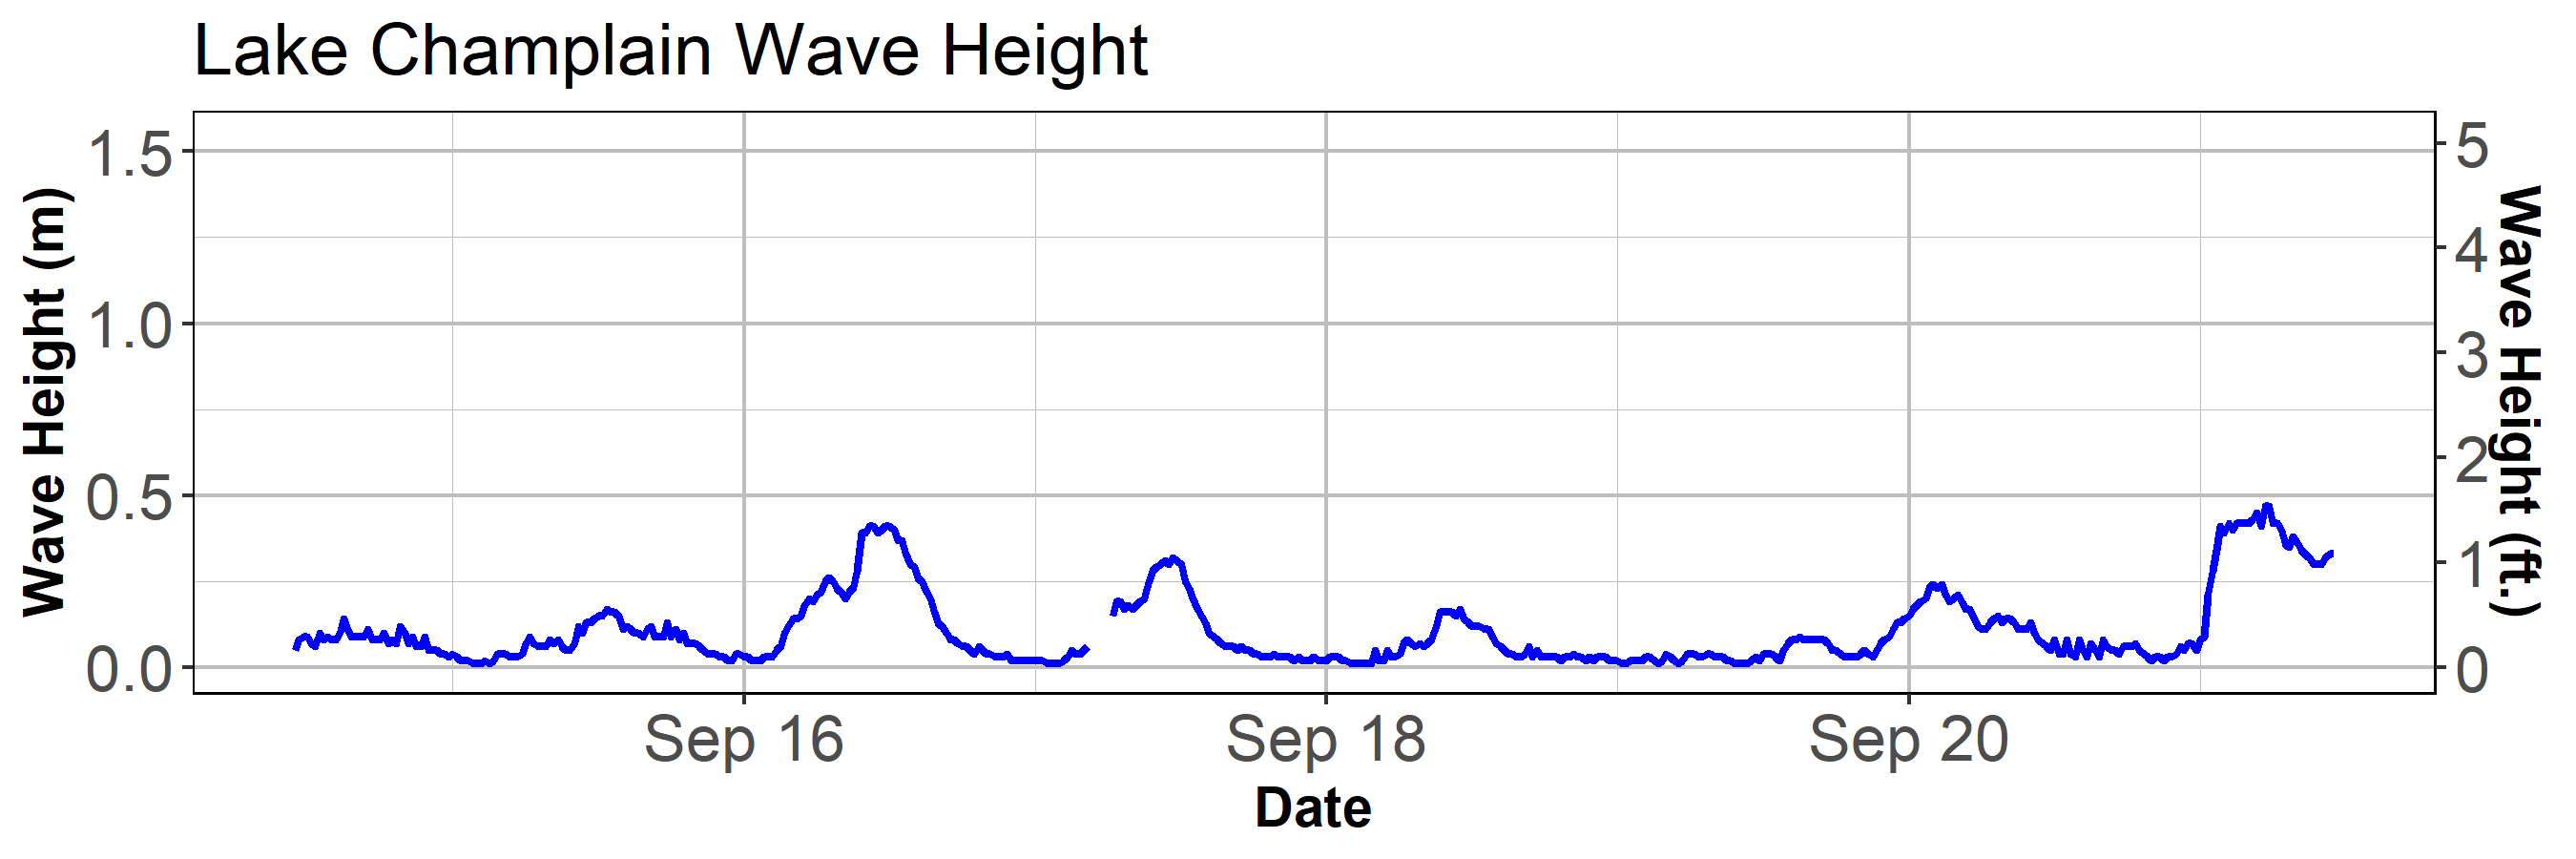 Lake Champlain Wave Height
Wave Height (m)
1.5
1.0
0.5
0.0
5
4
3
2
1
0
Wave Height (ft.)
Sep 16
Sep 18
Sep 20
Date